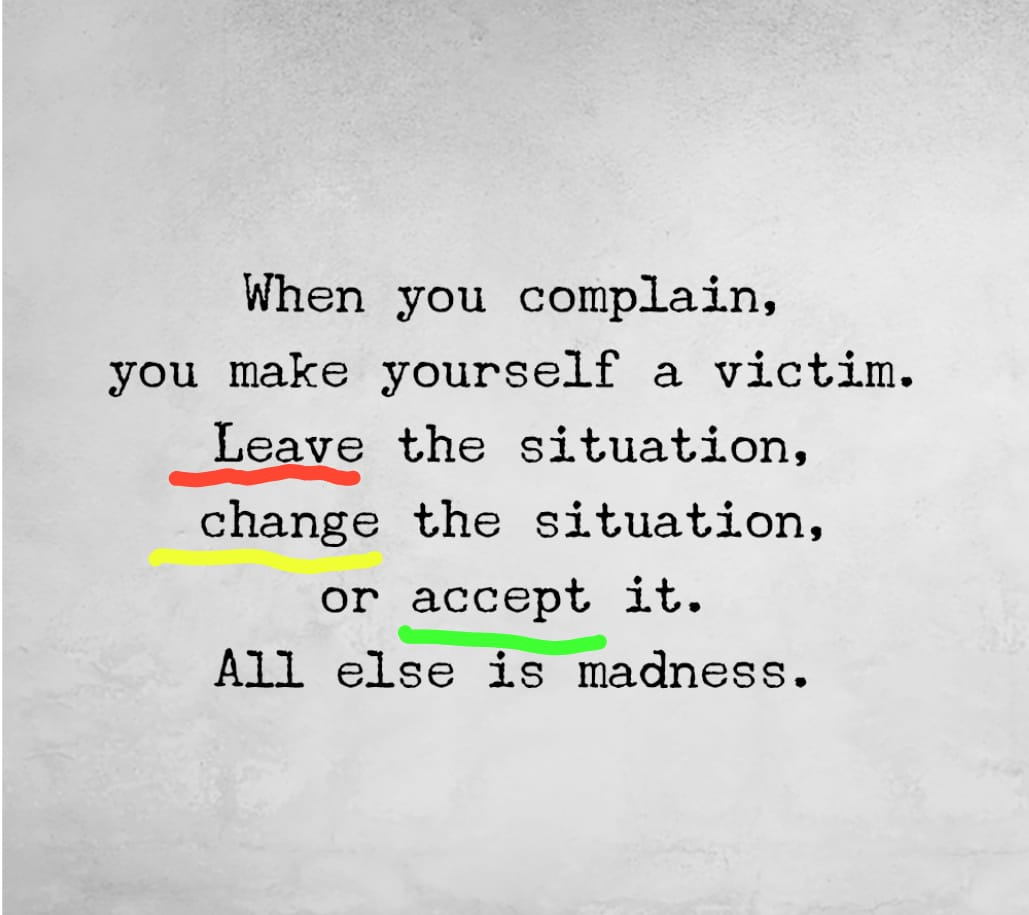 When you complain,
you make yourself a victim.
Leave the situation,
change the situation,
or accept it.
All else is madness.